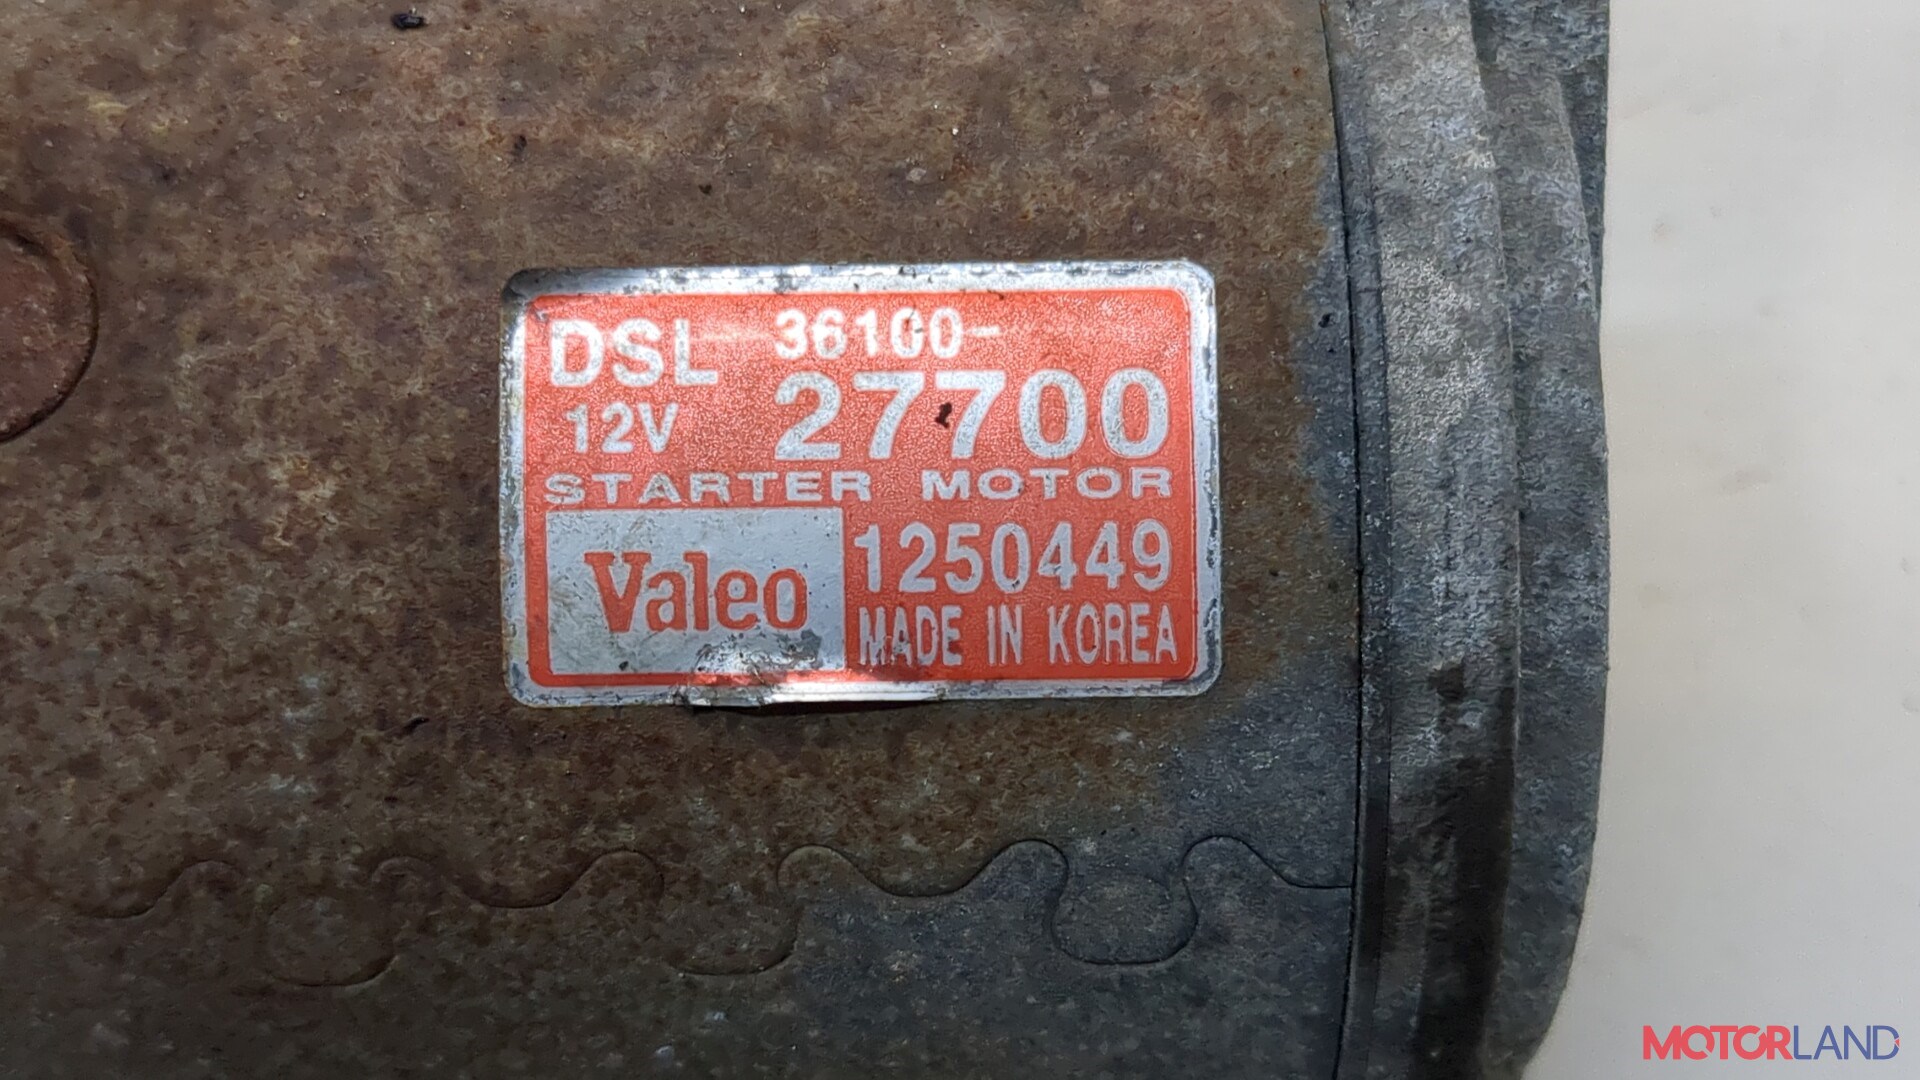 DSL 36100-
27700
12V
STARTER MOTOR
Valeo 1250449
MADE IN KOREA
MOTORLAND